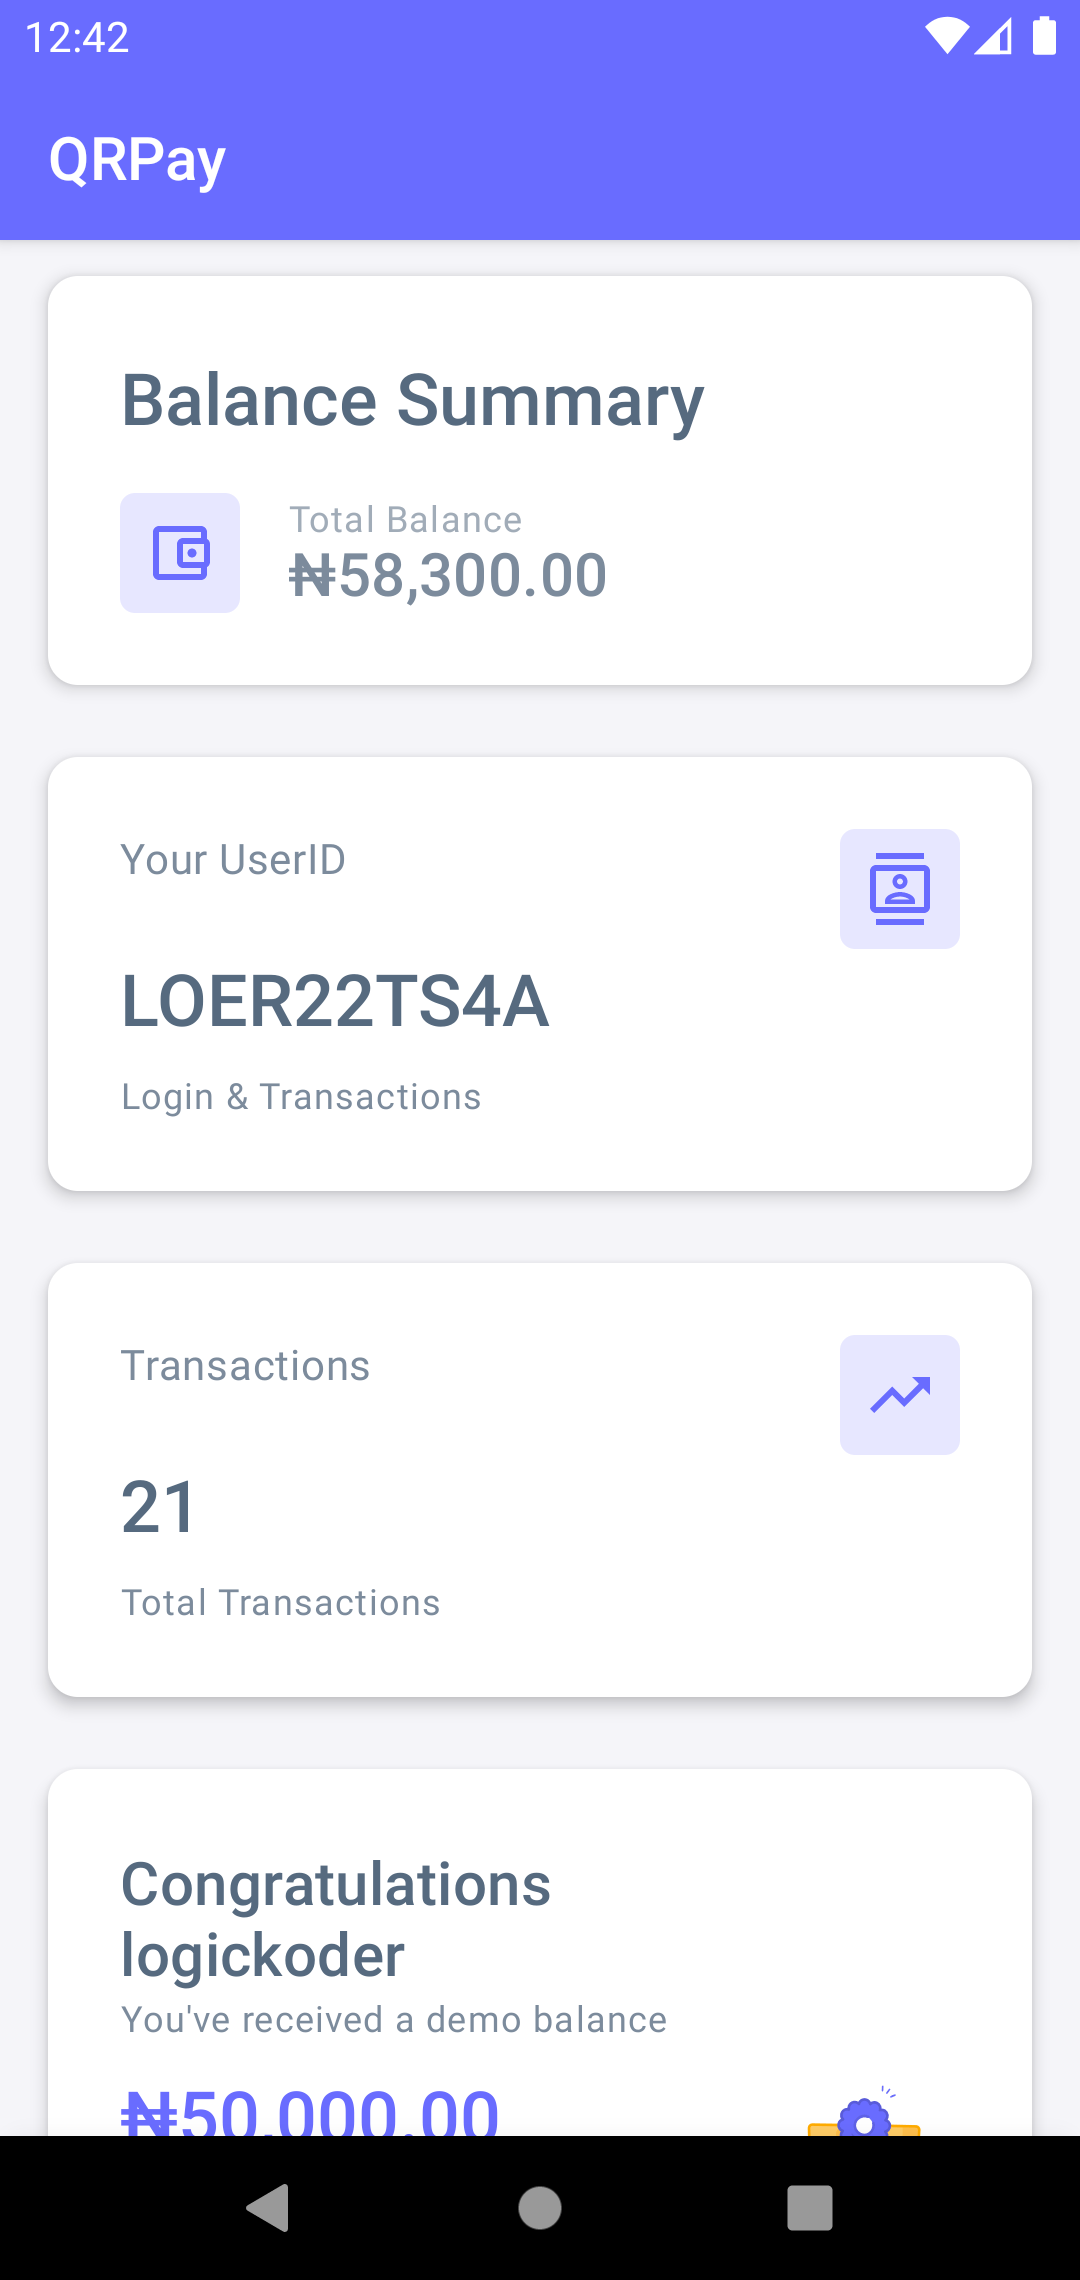 12:42
QRPay
Balance Summary
Total Balance
₦58,300.00
Your UserID
LOER22TS4A
Login & Transactions
Transactions
21
Total Transactions
Congratulations
logickoder
You've received a demo balance
₦50,000.00